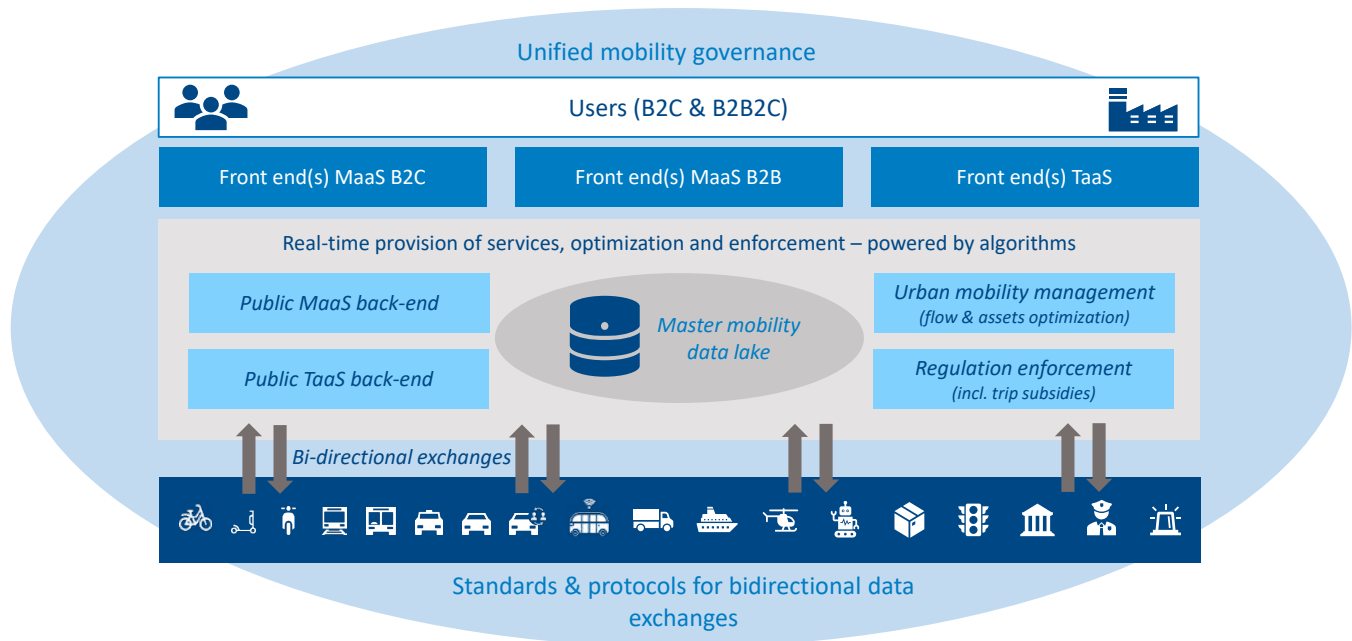 Unified mobility governance
Users (B2C & B2B2C)
Front end(s) MaaS B2C
Front end(s) MaaS B2B
Front end(s) TaaS
Real-time provision of services, optimization and enforcement – powered by algorithms
Public MaaS back-end
Public TaaS back-end
Master mobility
data lake
Urban mobility management
(flow & assets optimization)
Regulation enforcement
(incl. trip subsidies)
Bi-directional exchanges
Standards & protocols for bidirectional data
exchanges